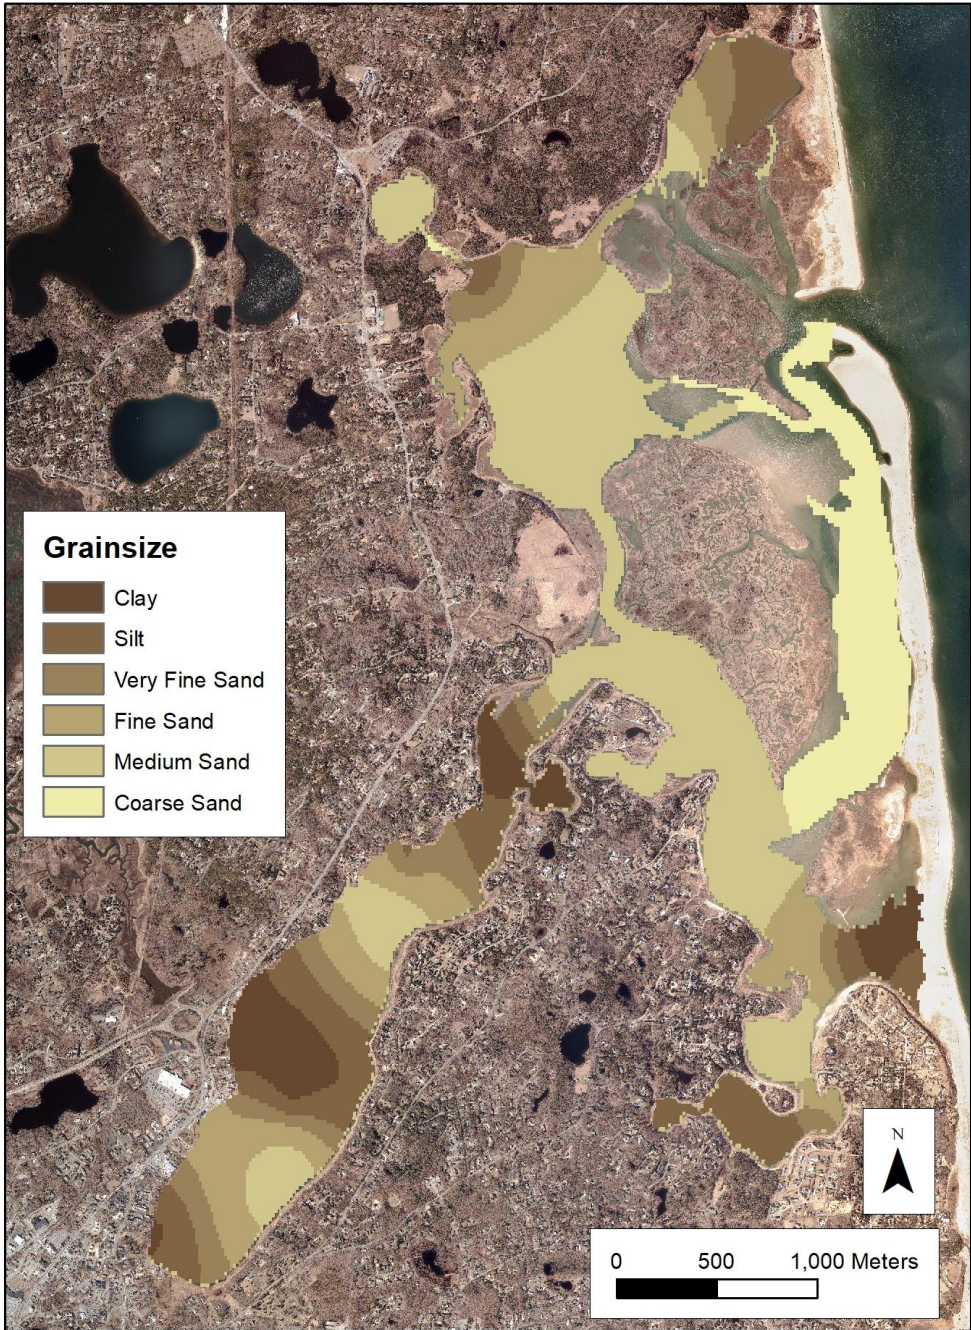 Grainsize
Clay
Silt
Very Fine Sand
Fine Sand
Medium Sand
Coarse Sand
N
0 500 1,000 Meters